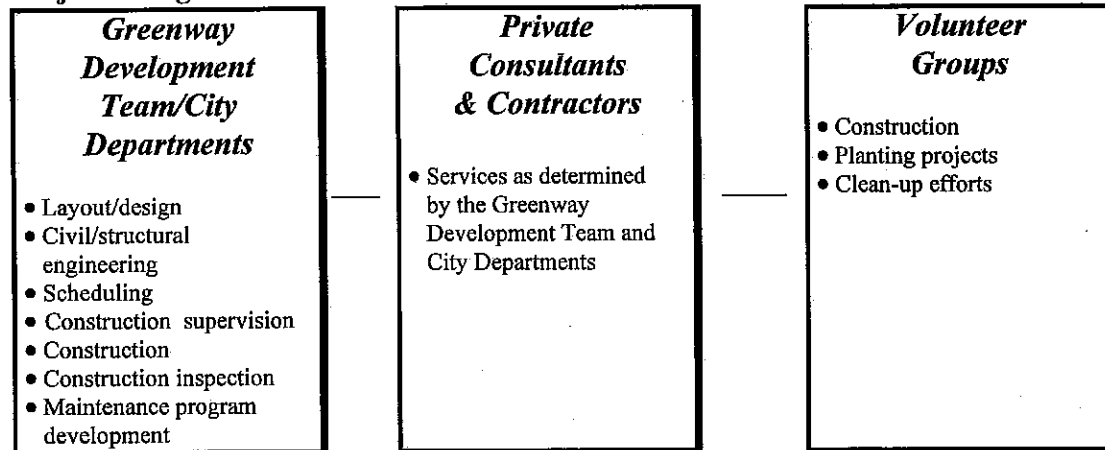 Greenway
Development
Team/City
Departments
● Layout/design
● Civil/structural
engineering
● Scheduling
● Construction supervision
● Construction
● Construction inspection
● Maintenance program
development
Private
Consultants
& Contractors
● Services as determined
by the Greenway
Development Team and
City Departments
Volunteer
Groups
● Construction
● Planting projects
● Clean-up efforts